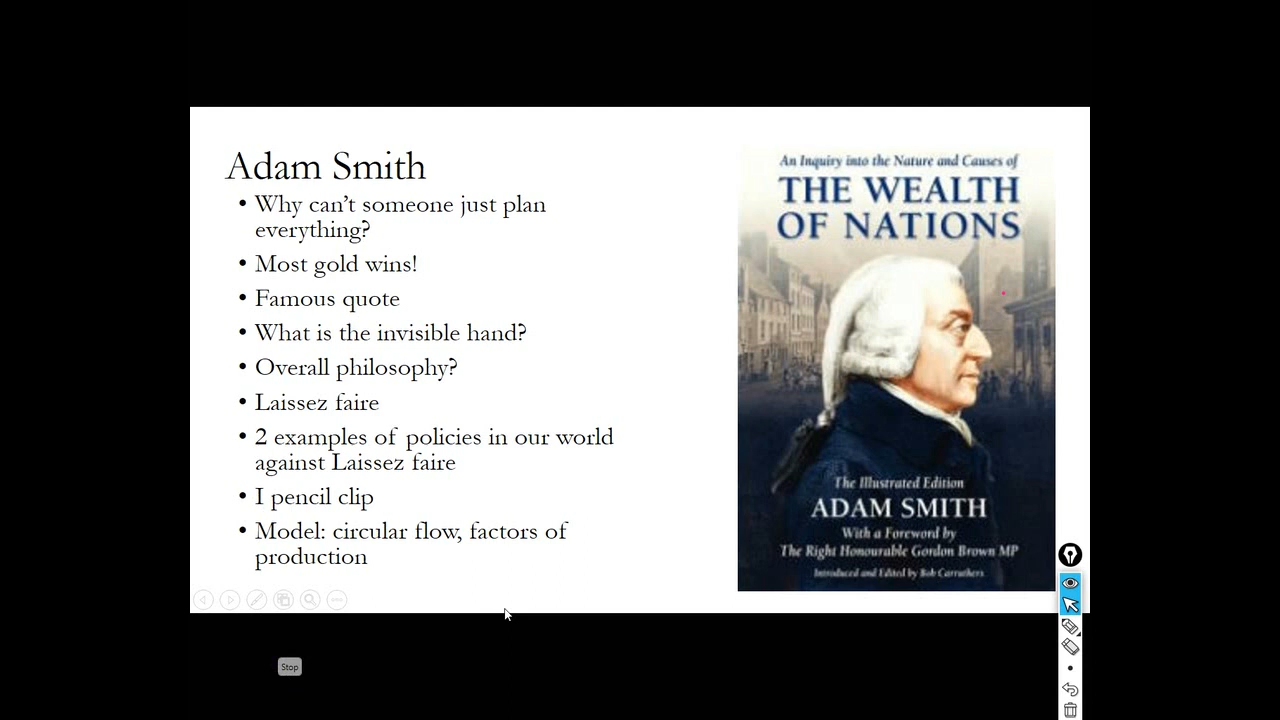 Adam Smith
• Why can’t someone just plan
everything?
• Most gold wins!
• Famous quote
• What is the invisible hand?
• Overall philosophy?
• Laissez faire
• 2 examples of policies in our world
against Laissez faire
• I pencil clip
• Model: circular flow, factors of
production
An Inquiry into the Nature and Causes of
THE WEALTH
OF NATIONS
The Illustrated Edition
ADAM SMITH
With a Foreword by
The Right Honourable Gordon Brown MP
Introduced and Edited by Bob Carruthers
Stop